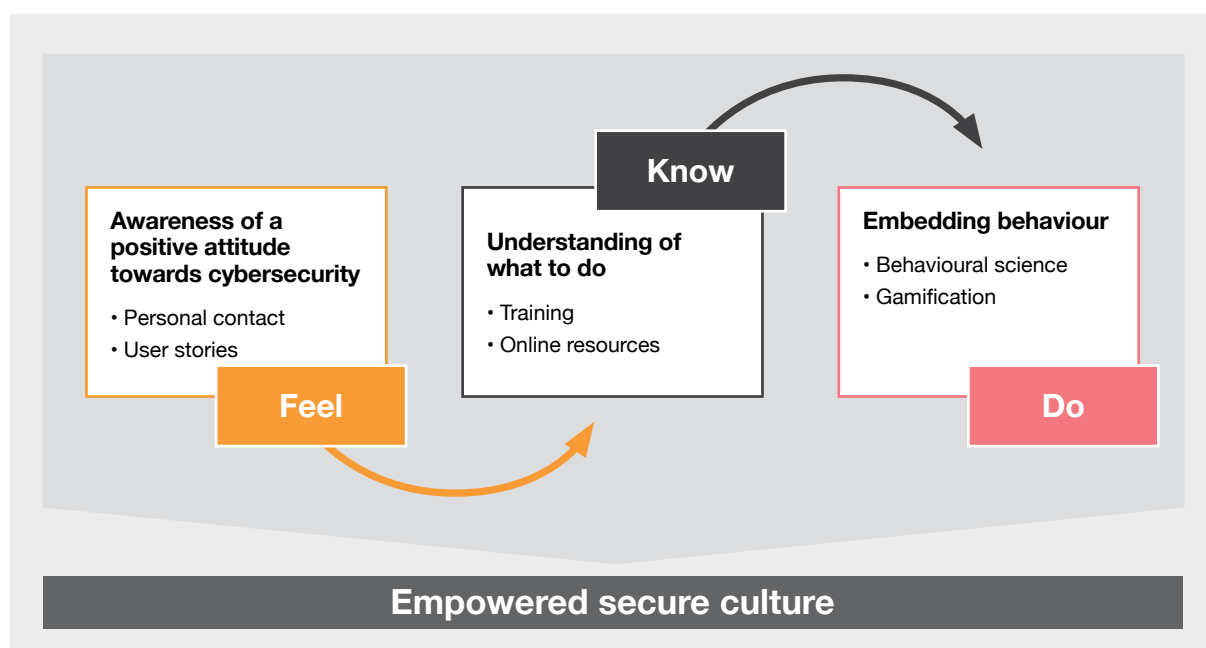 Awareness of a
positive attitude
towards cybersecurity
• Personal contact
• User stories
Feel
Know
Understanding of
what to do
• Training
• Online resources
Embedding behaviour
• Behavioural science
• Gamification
Do
Empowered secure culture